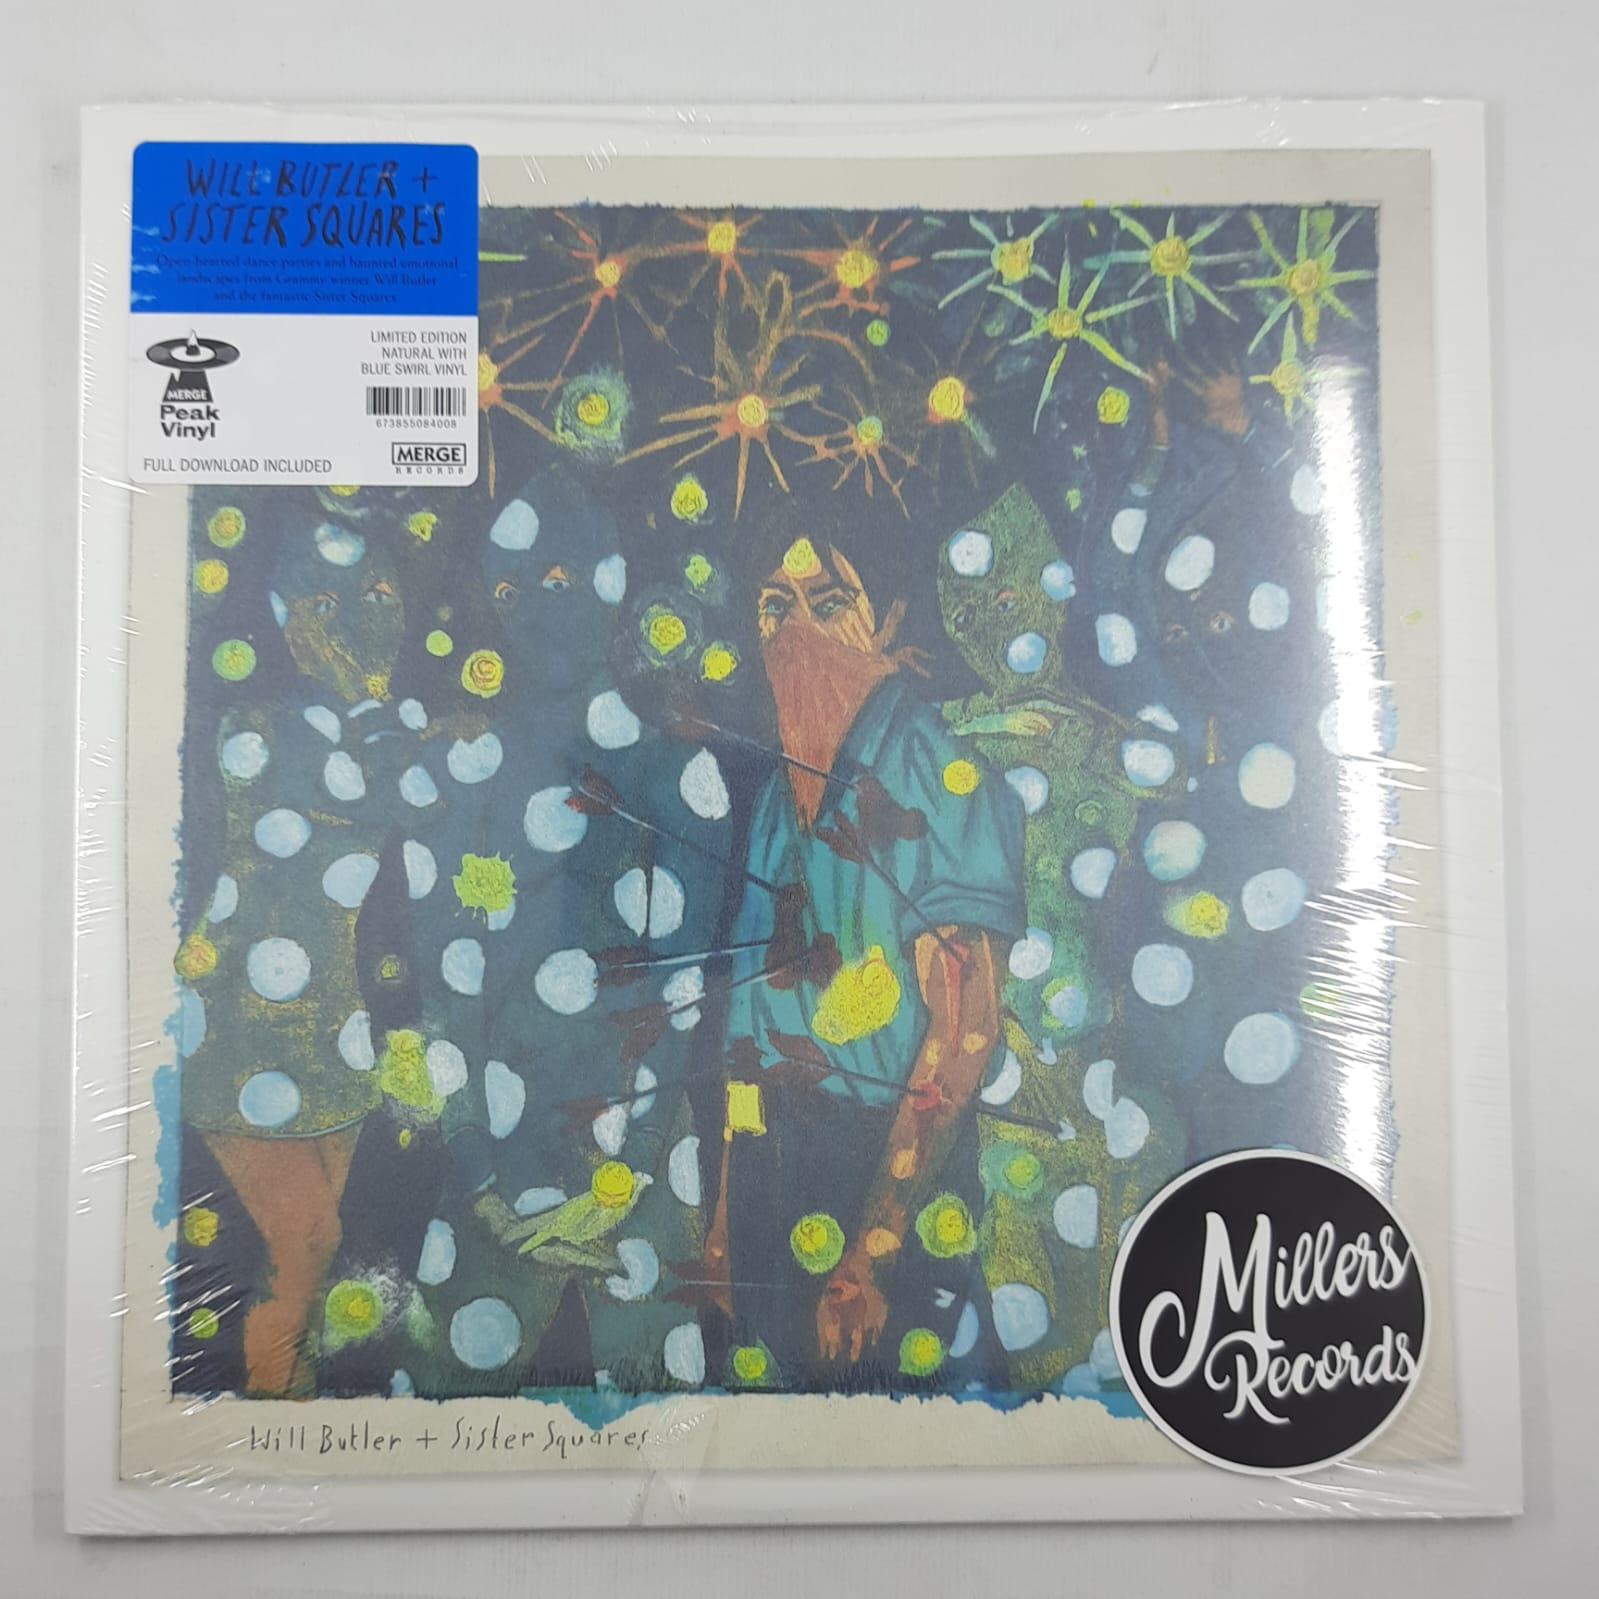 WILL BUTLER +
SISTER SQUARES
Open-hearted dance parties and haunted emotional
landscapes from Grammy winner Will Butler
and the fantastic Sister Squares
LIMITED EDITION
NATURAL WITH
BLUE SWIRL VINYL
673855084008
MERGE
Peak
Vinyl
FULL DOWNLOAD INCLUDED
MERGE
RECORDS
Will Butler + Sister Squares
Millers
Records